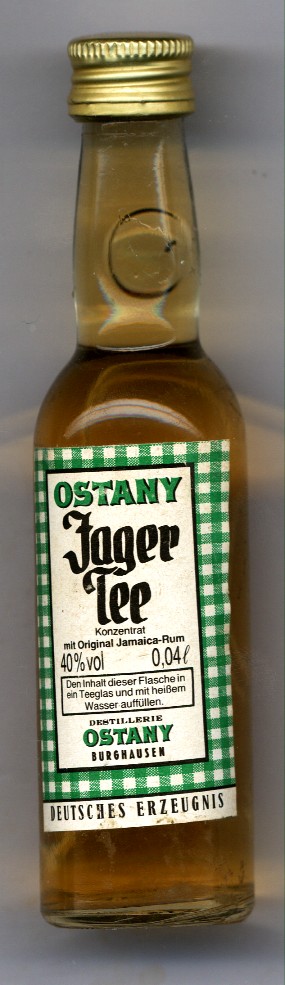 OSTANY
Jager
Tee
Konzentrat
mit Original Jamaica-Rum
40% vol 0,04 ℓ
Den Inhalt dieser Flasche in
ein Teeglas und mit heißem
Wasser auffüllen.
DESTILLERIE
OSTANY
BURGHAUSEN
DEUTSCHES ERZEUGNIS